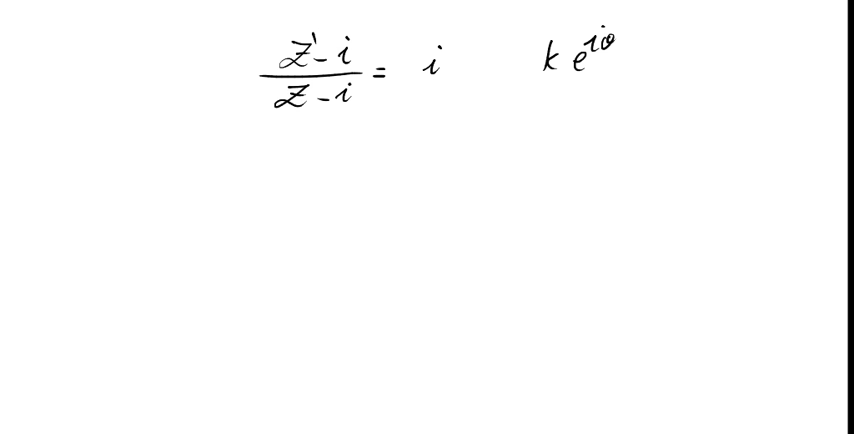 (z' - i)/(z - i) = i    k e^{iθ}